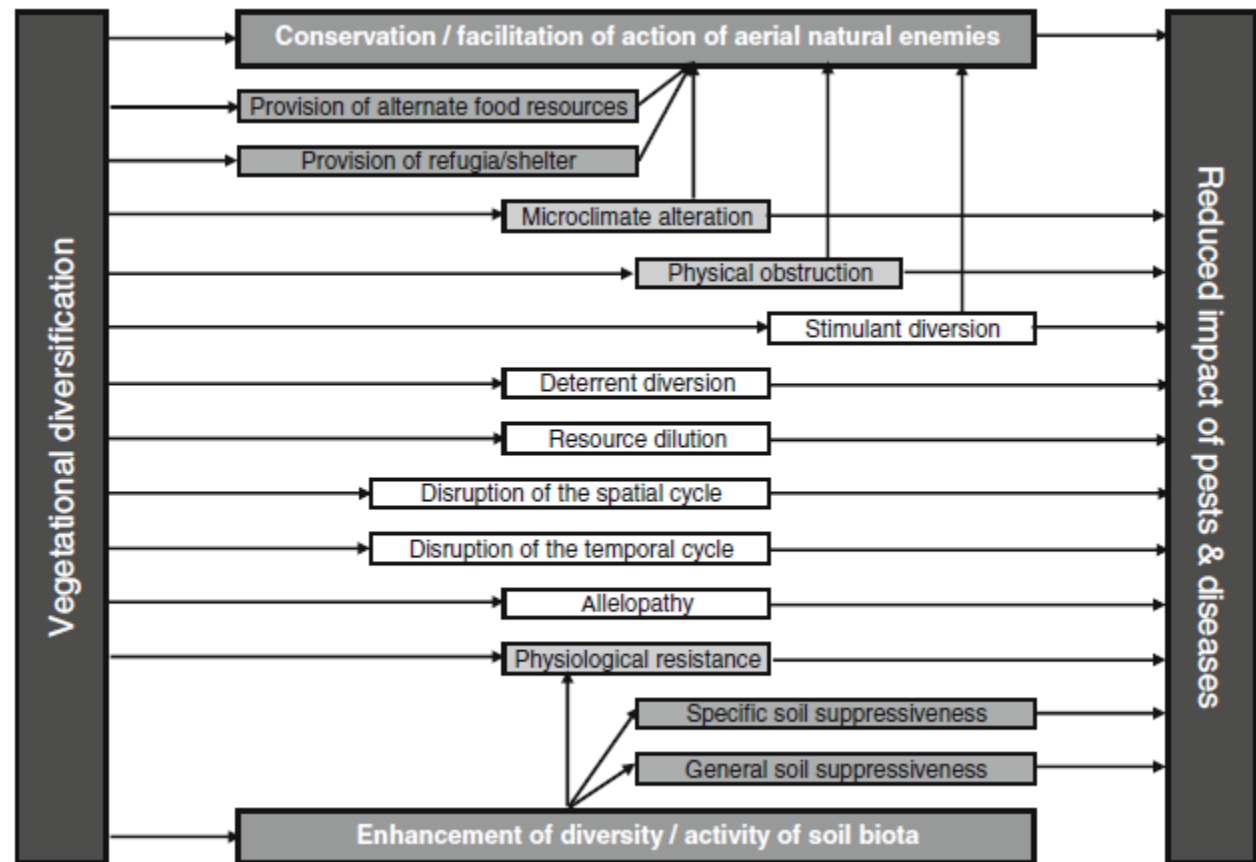 Vegetational diversification
Conservation / facilitation of action of aerial natural enemies
Provision of alternate food resources
Provision of refugia/shelter
Microclimate alteration
Physical obstruction
Stimulant diversion
Deterrent diversion
Resource dilution
Disruption of the spatial cycle
Disruption of the temporal cycle
Allelopathy
Physiological resistance
Specific soil suppressiveness
General soil suppressiveness
Enhancement of diversity / activity of soil biota
Reduced impact of pests & diseases